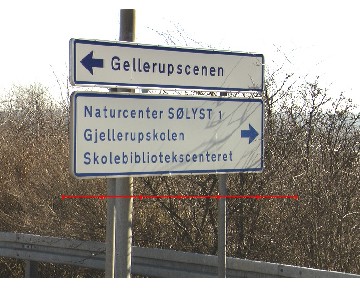 Gellerupscenen
Naturcenter SØLYST 1
Gjellerupskolen
Skolebibliotekscenteret